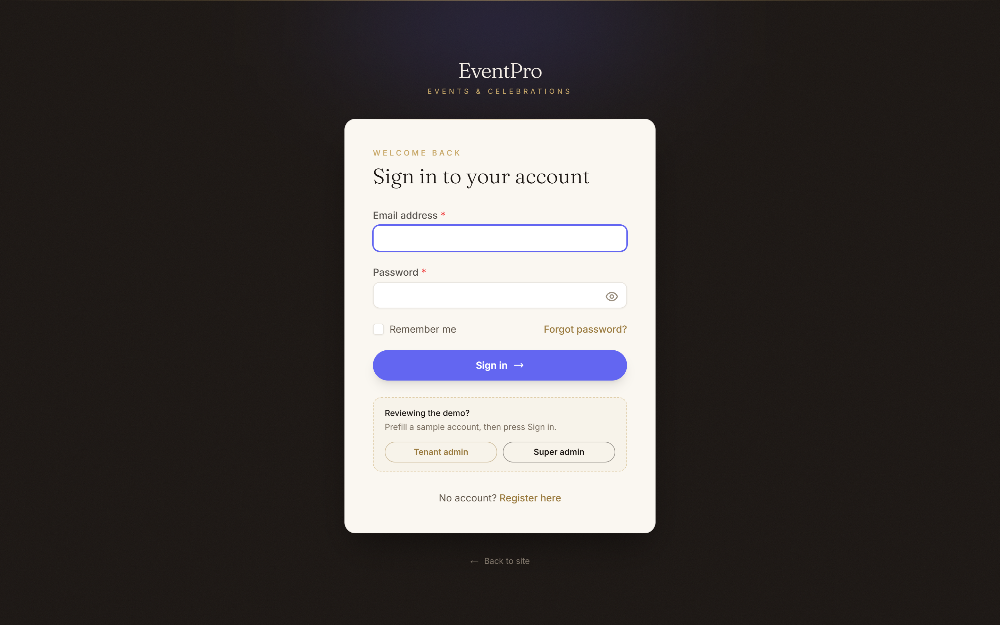 EventPro
EVENTS & CELEBRATIONS
WELCOME BACK
Sign in to your account
Email address *
Password *
Remember me
Forgot password?
Sign in →
Reviewing the demo?
Prefill a sample account, then press Sign in.
Tenant admin
Super admin
No account? Register here
← Back to site